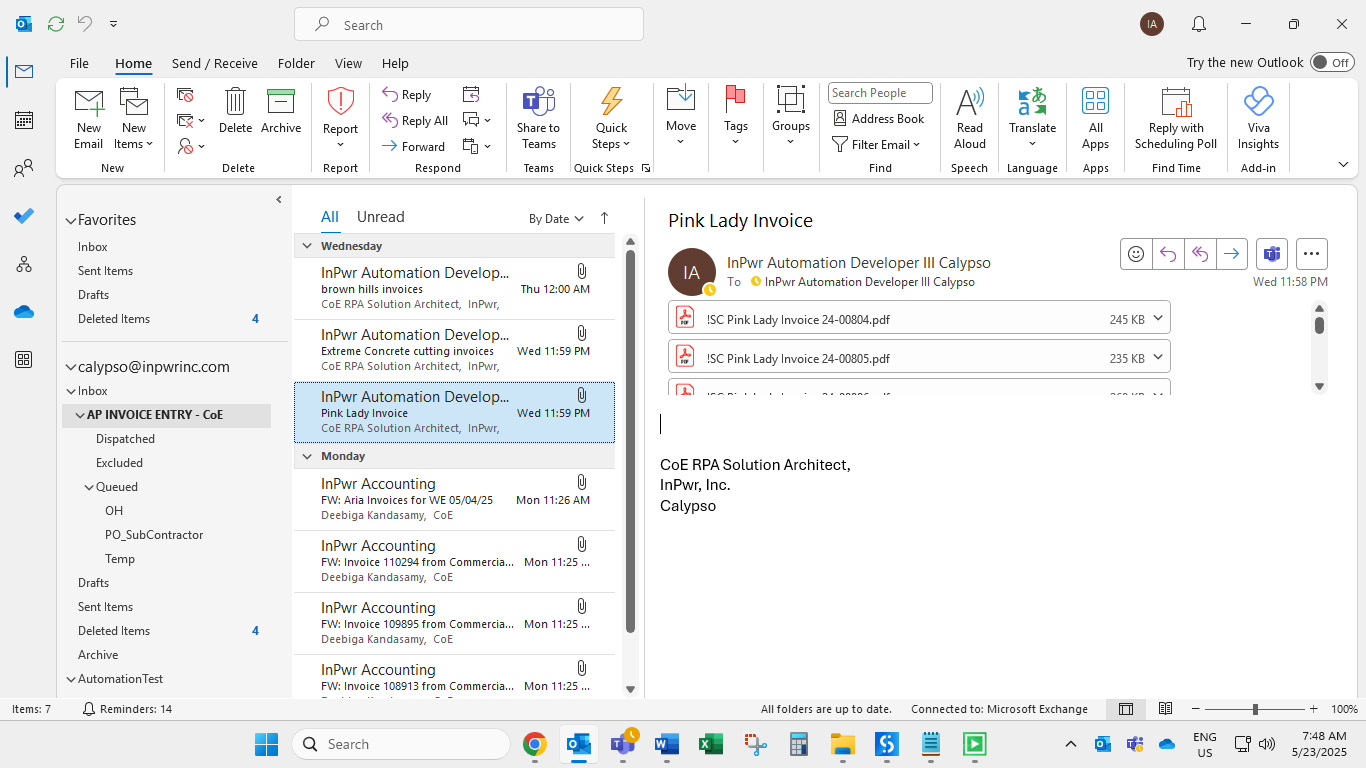 Search
IA
File
Home
Send / Receive
Folder
View
Help
Try the new Outlook
Off
New Email
New Items
New
Delete
Archive
Delete
Report
Report
Reply
Reply All
Forward
Respond
Share to Teams
Teams
Quick Steps
Quick Steps
Move
Tags
Groups
Search People
Address Book
Filter Email
Find
Read Aloud
Speech
Translate
Language
All Apps
Apps
Reply with Scheduling Poll
Find Time
Viva Insights
Add-in
Favorites
Inbox
Sent Items
Drafts
Deleted Items 4
calypso@inpwrinc.com
Inbox
AP INVOICE ENTRY - CoE
Dispatched
Excluded
Queued
OH
PO_SubContractor
Temp
Drafts
Sent Items
Deleted Items 4
Archive
AutomationTest
All
Unread
By Date
Wednesday
InPwr Automation Develop...
brown hills invoices Thu 12:00 AM
CoE RPA Solution Architect, InPwr,
InPwr Automation Develop...
Extreme Concrete cutting invoices Wed 11:59 PM
CoE RPA Solution Architect, InPwr,
InPwr Automation Develop...
Pink Lady Invoice Wed 11:59 PM
CoE RPA Solution Architect, InPwr,
Monday
InPwr Accounting
FW: Aria Invoices for WE 05/04/25 Mon 11:26 AM
Deebiga Kandasamy, CoE
InPwr Accounting
FW: Invoice 110294 from Commercia... Mon 11:25 ...
Deebiga Kandasamy, CoE
InPwr Accounting
FW: Invoice 109895 from Commercia... Mon 11:25 ...
Deebiga Kandasamy, CoE
InPwr Accounting
FW: Invoice 108913 from Commercia... Mon 11:25 ...
Pink Lady Invoice
IA
InPwr Automation Developer III Calypso
To InPwr Automation Developer III Calypso
Wed 11:58 PM
!SC Pink Lady Invoice 24-00804.pdf 245 KB
!SC Pink Lady Invoice 24-00805.pdf 235 KB
CoE RPA Solution Architect,
InPwr, Inc.
Calypso
Items: 7
Reminders: 14
All folders are up to date.
Connected to: Microsoft Exchange
100%
Search
ENG
US
7:48 AM
5/23/2025